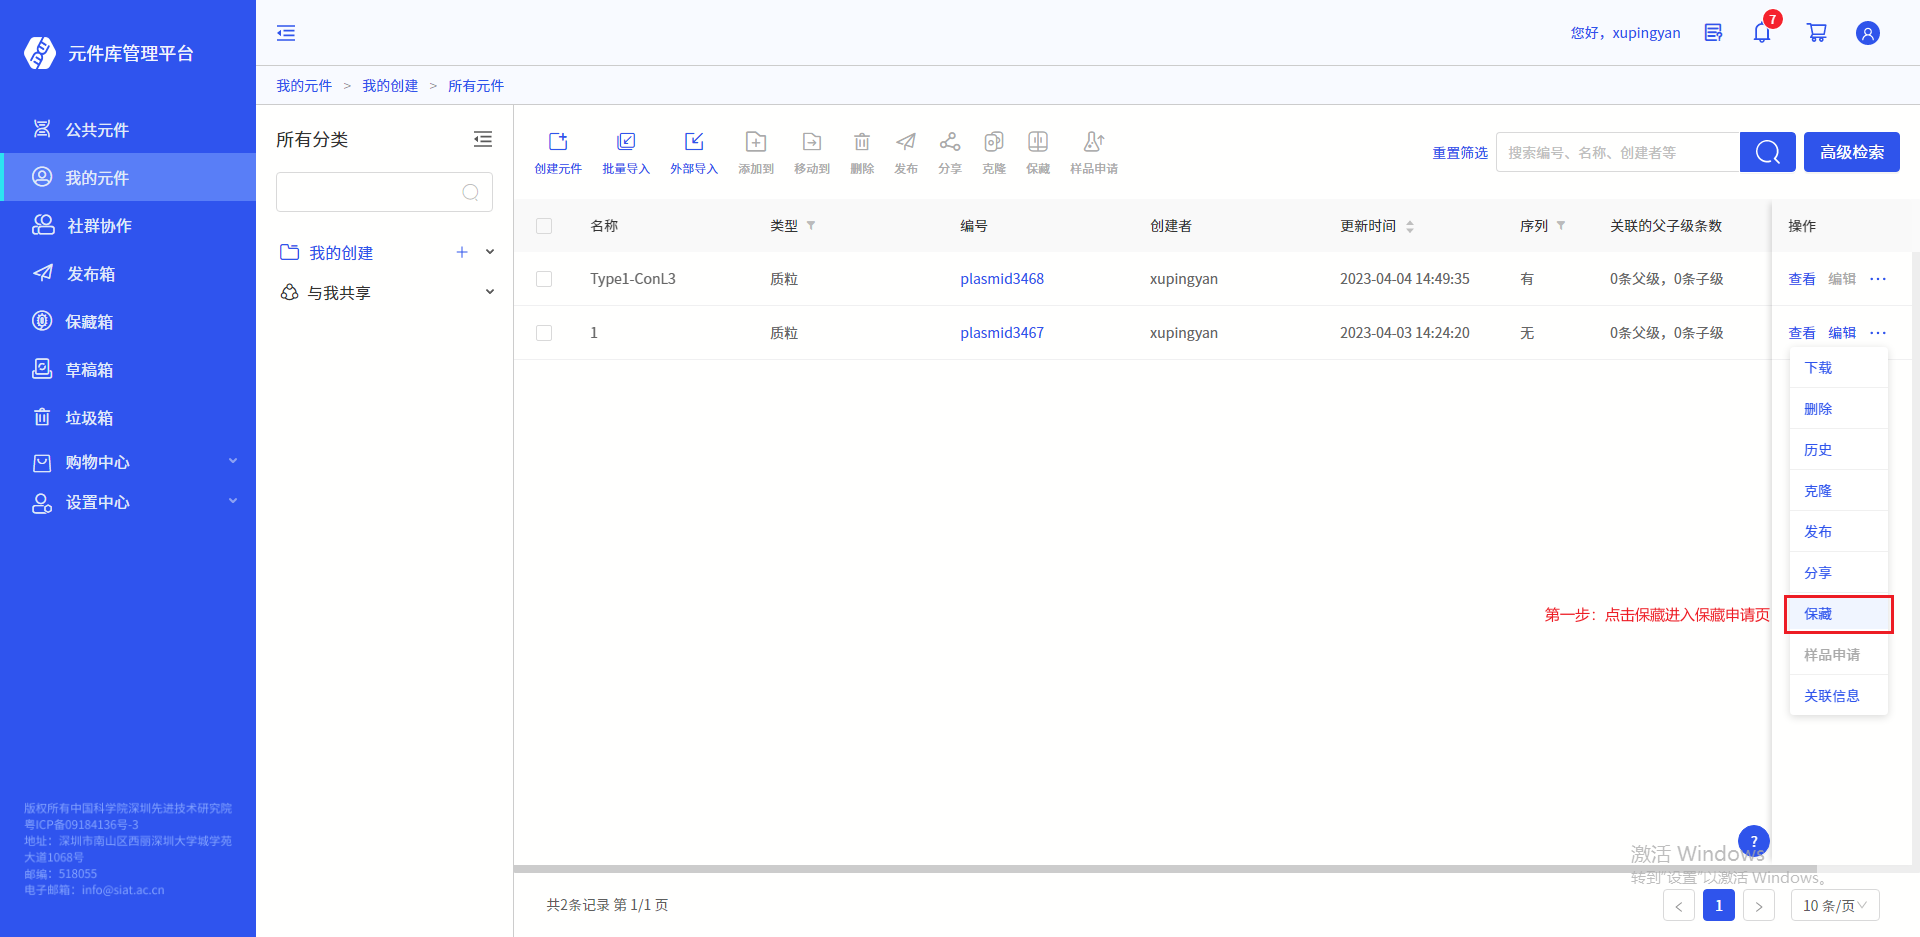 元件库管理平台
公共元件
我的元件
社群协作
发布箱
保藏箱
草稿箱
垃圾箱
购物中心
设置中心
版权所有中国科学院深圳先进技术研究院
粤ICP备09184136号-3
地址：深圳市南山区西丽深圳大学城学苑
大道1068号
邮编：518055
电子邮箱：info@siat.ac.cn
您好，xupingyan
7
我的元件 > 我的创建 > 所有元件
所有分类
我的创建
与我共享
创建元件 批量导入 外部导入 添加到 移动到 删除 发布 分享 克隆 保藏 样品申请
重置筛选 搜索编号、名称、创建者等 高级检索
名称 类型 编号 创建者 更新时间 序列 关联的父子级条数 操作
Type1-ConL3 质粒 plasmid3468 xupingyan 2023-04-04 14:49:35 有 0条父级，0条子级 查看 编辑 ···
1 质粒 plasmid3467 xupingyan 2023-04-03 14:24:20 无 0条父级，0条子级 查看 编辑 ···
下载
删除
历史
克隆
发布
分享
第一步：点击保藏进入保藏申请页 保藏
样品申请
关联信息
?
激活 Windows
转到"设置"以激活 Windows。
共2条记录 第 1/1 页
< 1 > 10 条/页